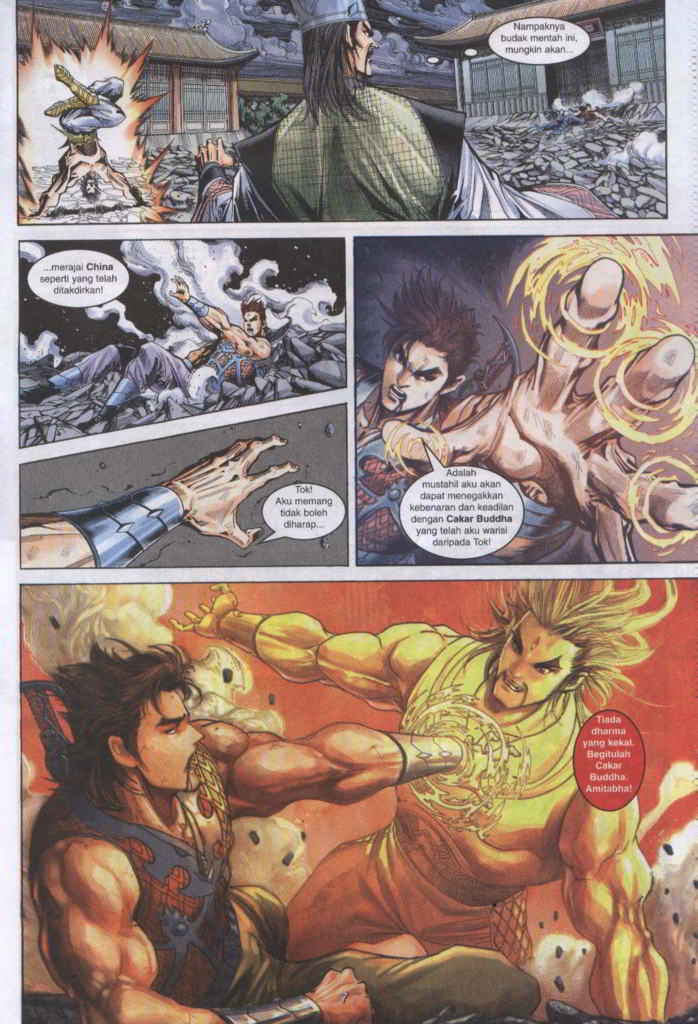 Nampaknya
budak mentah ini,
mungkin akan...
...merajai China
seperti yang telah
ditakdirkan!
Tok!
Aku memang
tidak boleh
diharap...
Adalah
mustahil aku akan
dapat menegakkan
kebenaran dan keadilan
dengan Cakar Buddha
yang telah aku warisi
daripada Tok!
Tiada
dharma
yang kekal.
Begitulah
Cakar
Buddha.
Amitabha!
7